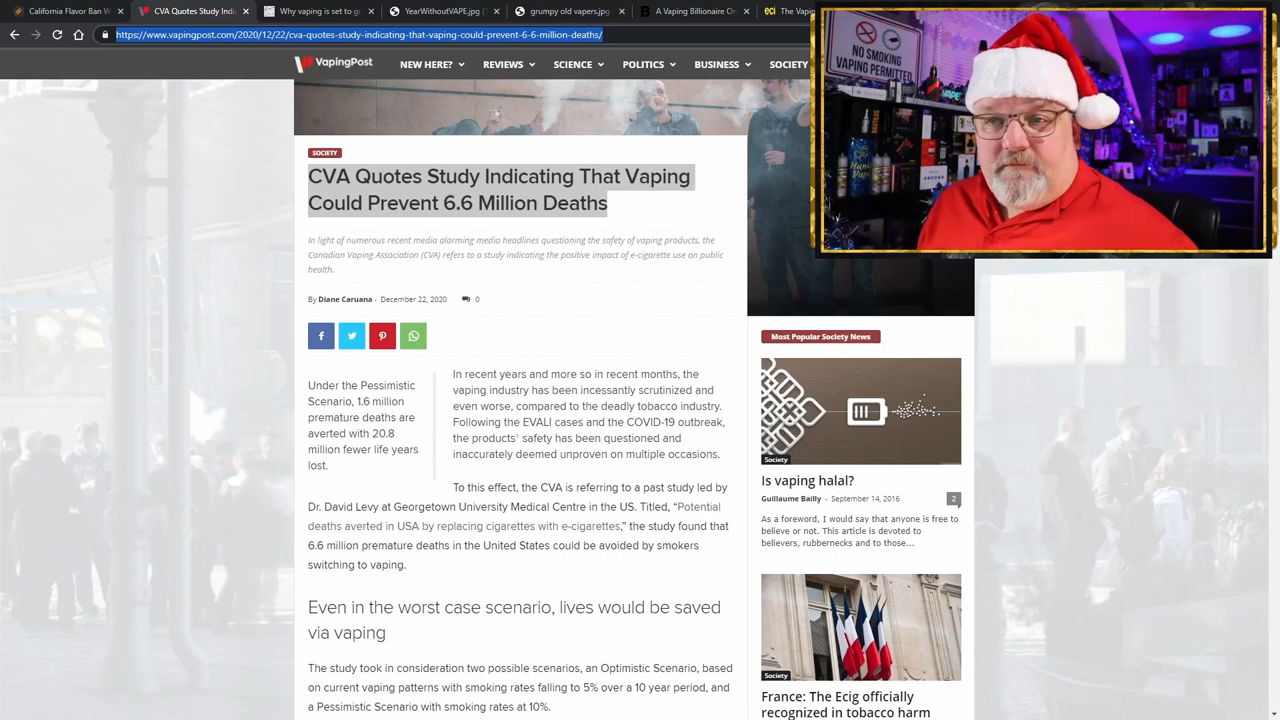 California Flavor Ban W
CVA Quotes Study Indicatin
Why everyone is so confused a
BanWithoutVAPE.jpg (
Google - Mad Vapers.jpg (
A Vaping Billionaire Co
The Vapin
https://www.vapingpost.com/2020/12/22/cva-quotes-study-indicating-that-vaping-could-prevent-6-6-million-deaths/
VapingPost
NEW HERE?
REVIEWS
SCIENCE
POLITICS
BUSINESS
SOCIETY
NO SMOKING
VAPING PERMITTED
SOCIETY
CVA Quotes Study Indicating That Vaping
Could Prevent 6.6 Million Deaths
In light of numerous recent media alarming media headlines questioning the safety of vaping products, the
Canadian Vaping Association (CVA) refers to a study indicating the positive impact of e-cigarette use on public
health.
By Diane Caruana - December 22, 2020 0
Under the Pessimistic
Scenario, 1.6 million
premature deaths are
averted with 20.8
million fewer life years
lost.
In recent years and more so in recent months, the
vaping industry has been incessantly scrutinized and
even worse, compared to the deadly tobacco industry.
Following the EVALI cases and the COVID-19 outbreak,
the products' safety has been questioned and
inaccurately deemed unproven on multiple occasions.
To this effect, the CVA is referring to a past study led by
Dr. David Levy at Georgetown University Medical Centre in the US. Titled, “Potential
deaths averted in USA by replacing cigarettes with e-cigarettes,” the study found that
6.6 million premature deaths in the United States could be avoided by smokers
switching to vaping.
Even in the worst case scenario, lives would be saved
via vaping
The study took in consideration two possible scenarios, an Optimistic Scenario, based
on current vaping patterns with smoking rates falling to 5% over a 10 year period, and
a Pessimistic Scenario with smoking rates at 10%.
Most Popular Society News
Society
Is vaping halal?
Guillaume Bailly - September 14, 2016
2
As a foreword, I would say that anyone is free to
believe or not. This article is devoted to
believers, rubbernecks and to those...
Society
France: The Ecig officially
recognized in tobacco harm